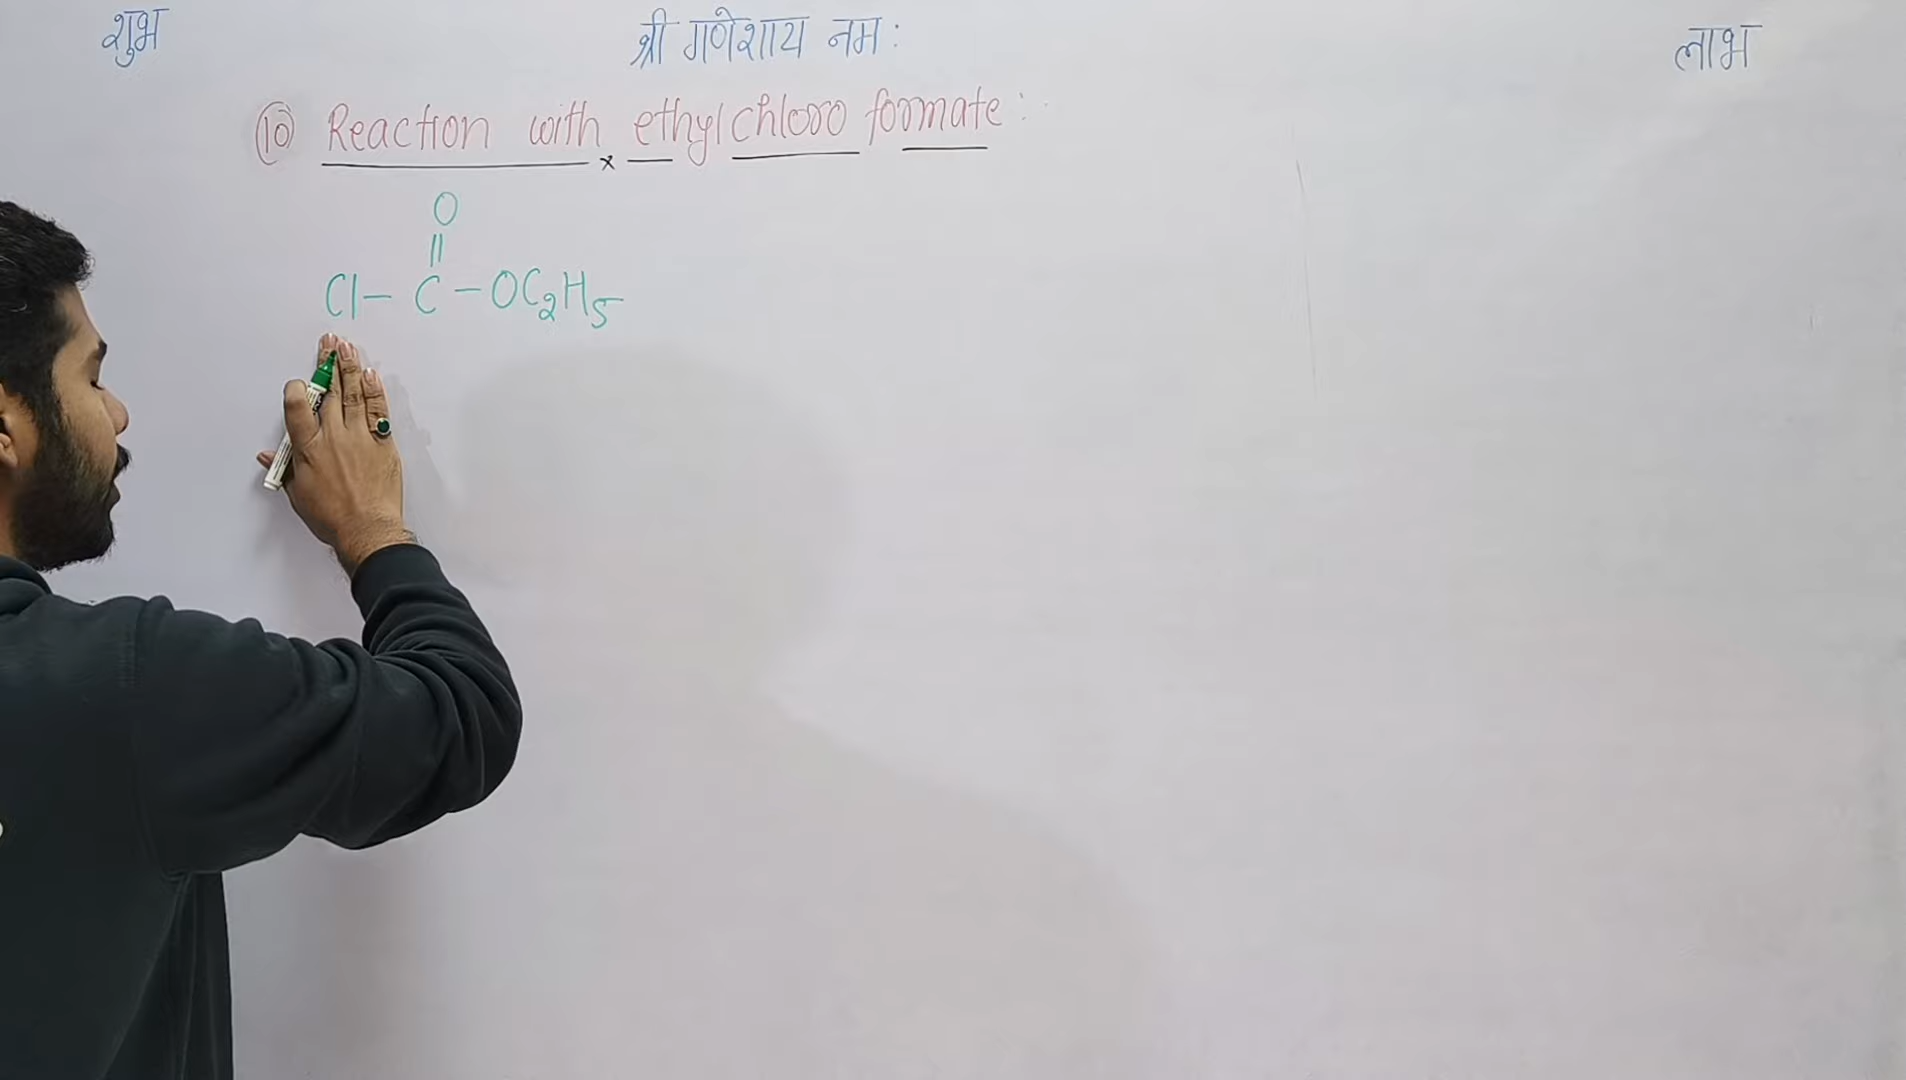 शुभ श्री गणेशाय नम: लाभ
(10) Reaction with ethyl chloro formate:
O
||
Cl - C - OC₂H₅